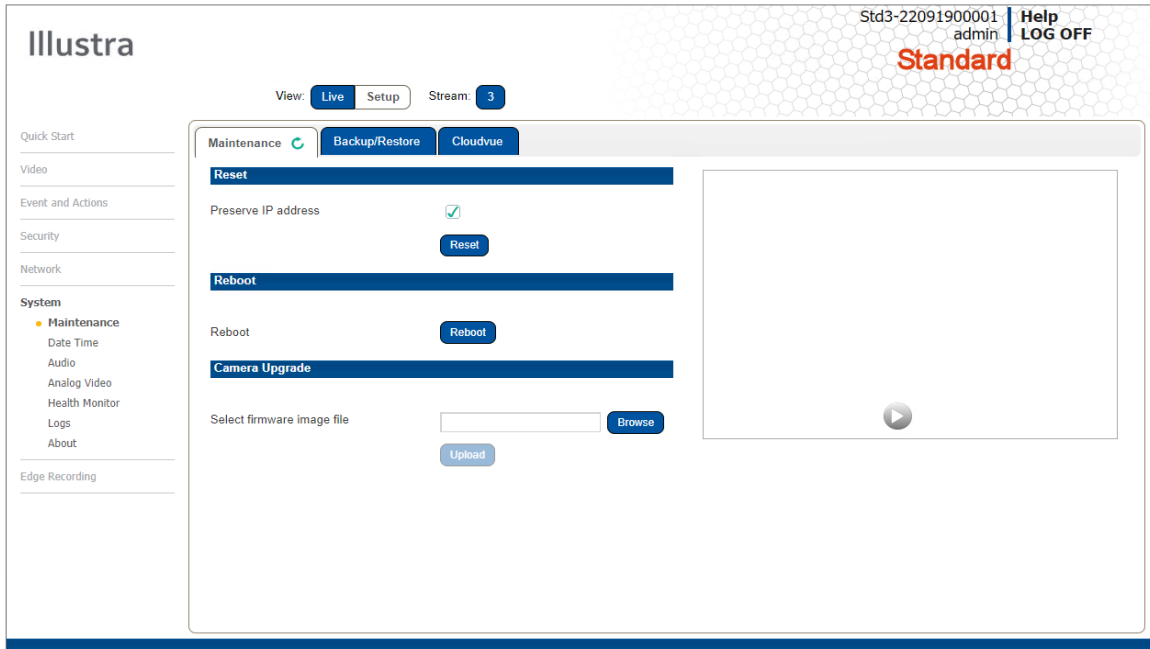 Illustra
Std3-22091900001 Help
admin LOG OFF
Standard
View: Live Setup Stream: 3
Quick Start
Video
Event and Actions
Security
Network
System
Maintenance
Date Time
Audio
Analog Video
Health Monitor
Logs
About
Edge Recording
Maintenance Backup/Restore Cloudvue
Reset
Preserve IP address
Reset
Reboot
Reboot Reboot
Camera Upgrade
Select firmware image file Browse
Upload